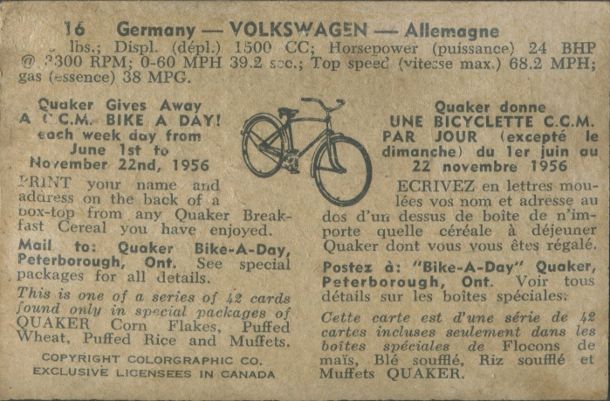 16 Germany — VOLKSWAGEN — Allemagne
lbs.; Displ. (dépl.) 1500 CC; Horsepower (puissance) 24 BHP
@ 3300 RPM; 0-60 MPH 39.2 sec.; Top speed (vitesse max.) 68.2 MPH;
gas (essence) 38 MPG.
Quaker Gives Away
A C.C.M. BIKE A DAY!
each week day from
June 1st to
November 22nd, 1956
PRINT your name and
address on the back of a
box-top from any Quaker Break-
fast Cereal you have enjoyed.
Mail to: Quaker Bike-A-Day,
Peterborough, Ont. See special
packages for all details.
This is one of a series of 42 cards
found only in special packages of
QUAKER Corn Flakes, Puffed
Wheat, Puffed Rice and Muffets.
COPYRIGHT COLORGRAPHIC CO.
EXCLUSIVE LICENSEES IN CANADA
Quaker donne
UNE BICYCLETTE C.C.M.
PAR JOUR (excepté le
dimanche) du 1er juin au
22 novembre 1956
ECRIVEZ en lettres mou-
lées vos nom et adresse au
dos d'un dessus de boite de n'im-
porte quelle céréale à déjeuner
Quaker dont vous vous êtes régalé.
Postez à: "Bike-A-Day" Quaker,
Peterborough, Ont. Voir tous
détails sur les boîtes spéciales.
Cette carte est d'une série de 42
cartes incluses seulement dans les
boîtes spéciales de Flocons de
maïs, Blé soufflé, Riz soufflé et
Muffets QUAKER.